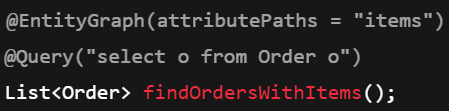 @EntityGraph(attributePaths = "items")
@Query("select o from Order o")
List<Order> findOrdersWithItems();